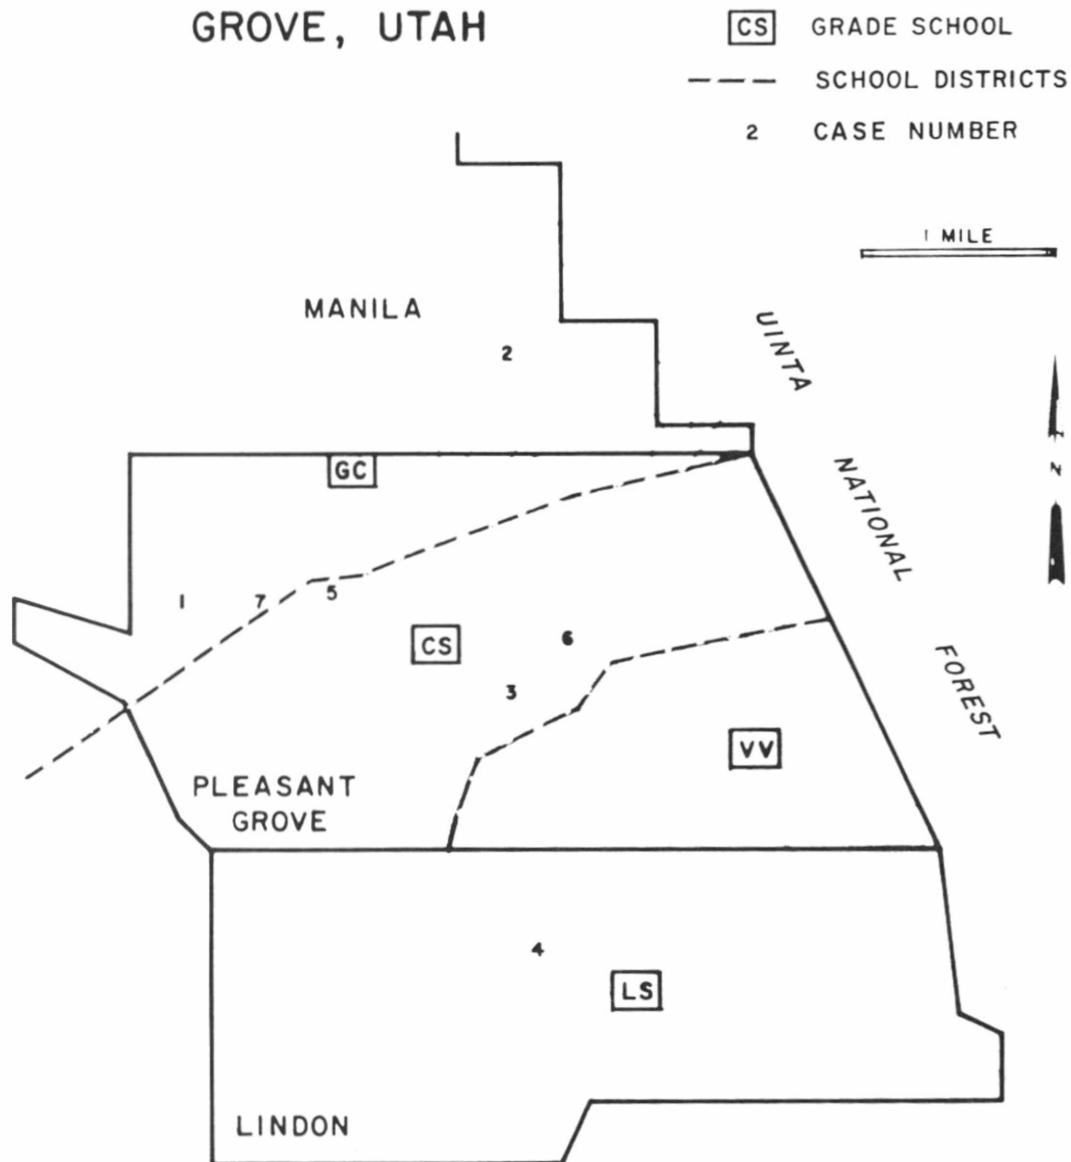 GROVE, UTAH
CS GRADE SCHOOL
SCHOOL DISTRICTS
2 CASE NUMBER
1 MILE
MANILA
2
UINTA
NATIONAL
FOREST
N
GC
1
7
5
CS
6
3
VV
PLEASANT
GROVE
4
LS
LINDON